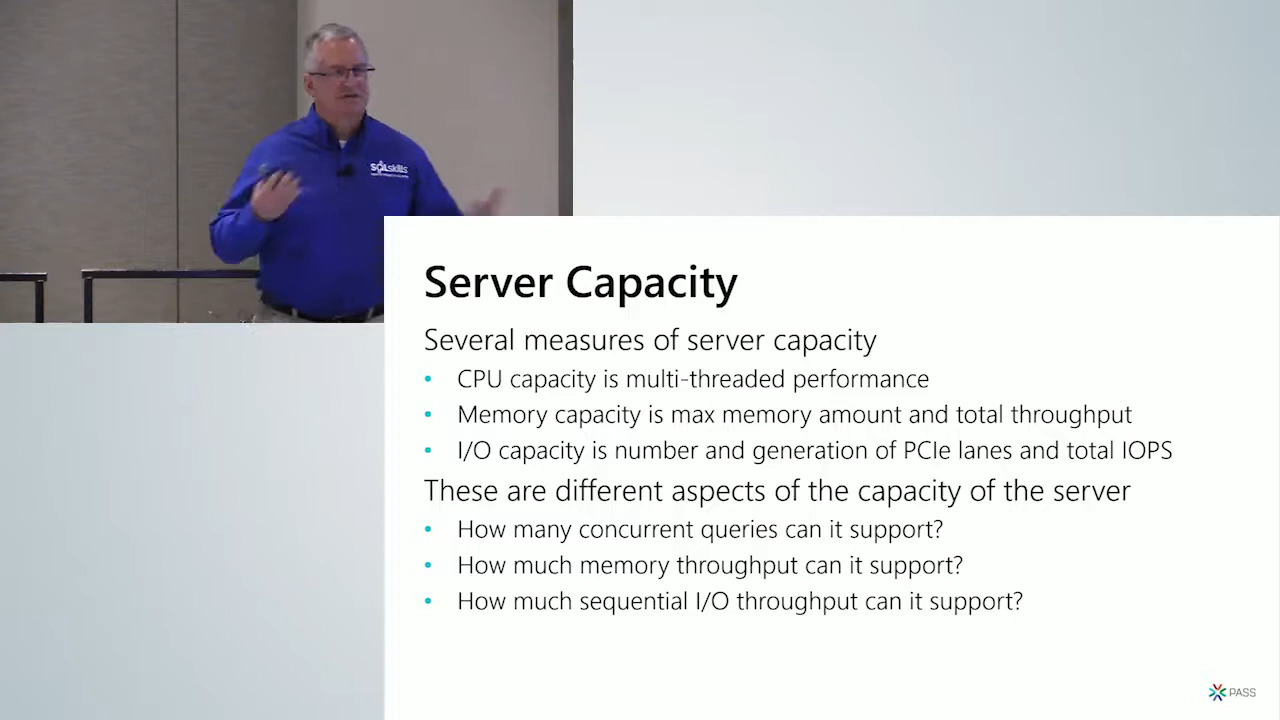 SQLskills
Server Capacity
Several measures of server capacity
• CPU capacity is multi-threaded performance
• Memory capacity is max memory amount and total throughput
• I/O capacity is number and generation of PCIe lanes and total IOPS
These are different aspects of the capacity of the server
• How many concurrent queries can it support?
• How much memory throughput can it support?
• How much sequential I/O throughput can it support?
PASS